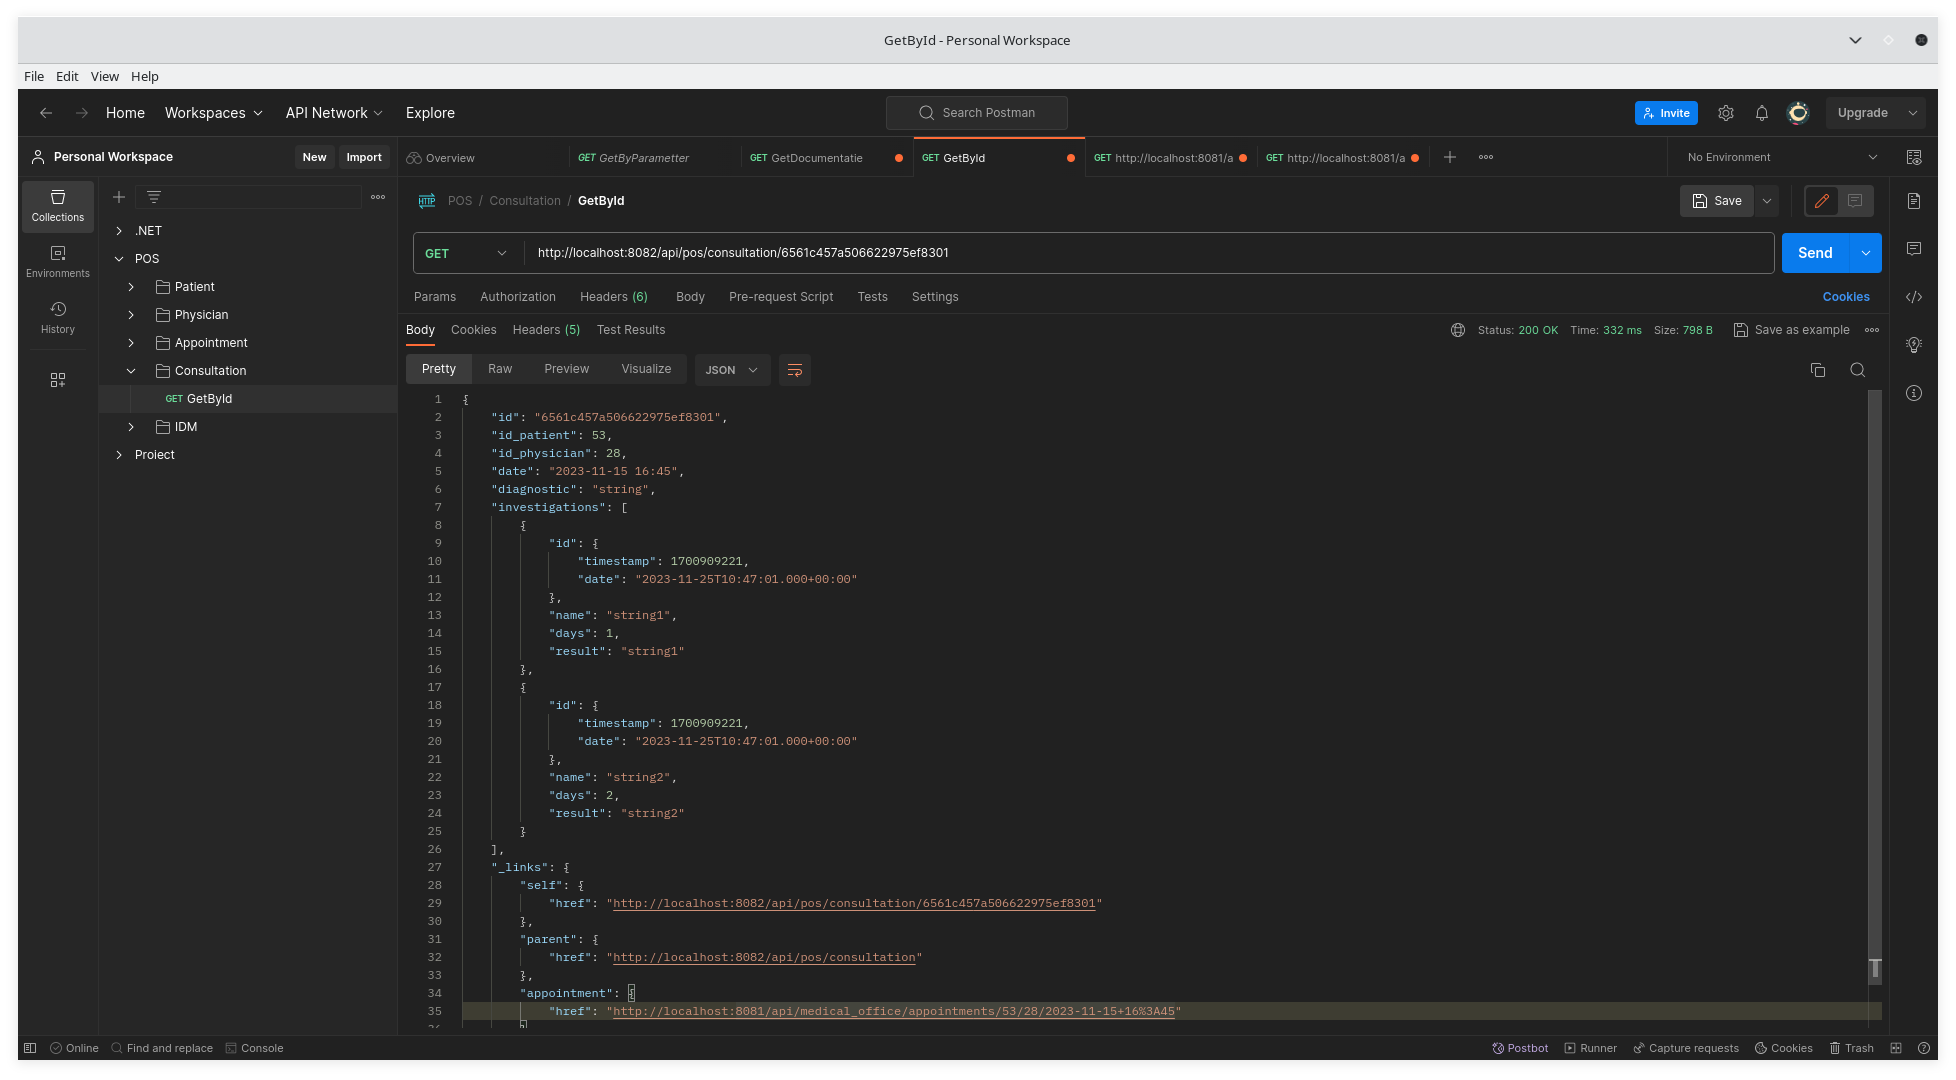 GetById - Personal Workspace
File Edit View Help
Home Workspaces API Network Explore
Search Postman
Invite
Upgrade
Personal Workspace New Import
Overview
GET GetByParametter
GET GetDocumentatie
GET GetById
GET http://localhost:8081/a
GET http://localhost:8081/a
No Environment
Collections
Environments
History
.NET
POS
Patient
Physician
Appointment
Consultation
GET GetById
IDM
Proiect
HTTP POS / Consultation / GetById
Save
GET http://localhost:8082/api/pos/consultation/6561c457a506622975ef8301
Send
Params Authorization Headers (6) Body Pre-request Script Tests Settings Cookies
Body Cookies Headers (5) Test Results Status: 200 OK Time: 332 ms Size: 798 B Save as example
Pretty Raw Preview Visualize JSON
1 {
2 "id": "6561c457a506622975ef8301",
3 "id_patient": 53,
4 "id_physician": 28,
5 "date": "2023-11-15 16:45",
6 "diagnostic": "string",
7 "investigations": [
8 {
9 "id": {
10 "timestamp": 1700909221,
11 "date": "2023-11-25T10:47:01.000+00:00"
12 },
13 "name": "string1",
14 "days": 1,
15 "result": "string1"
16 },
17 {
18 "id": {
19 "timestamp": 1700909221,
20 "date": "2023-11-25T10:47:01.000+00:00"
21 },
22 "name": "string2",
23 "days": 2,
24 "result": "string2"
25 }
26 ],
27 "_links": {
28 "self": {
29 "href": "http://localhost:8082/api/pos/consultation/6561c457a506622975ef8301"
30 },
31 "parent": {
32 "href": "http://localhost:8082/api/pos/consultation"
33 },
34 "appointment": {
35 "href": "http://localhost:8081/api/medical_office/appointments/53/28/2023-11-15+16%3A45"
Online Find and replace Console
Postbot Runner Capture requests Cookies Trash